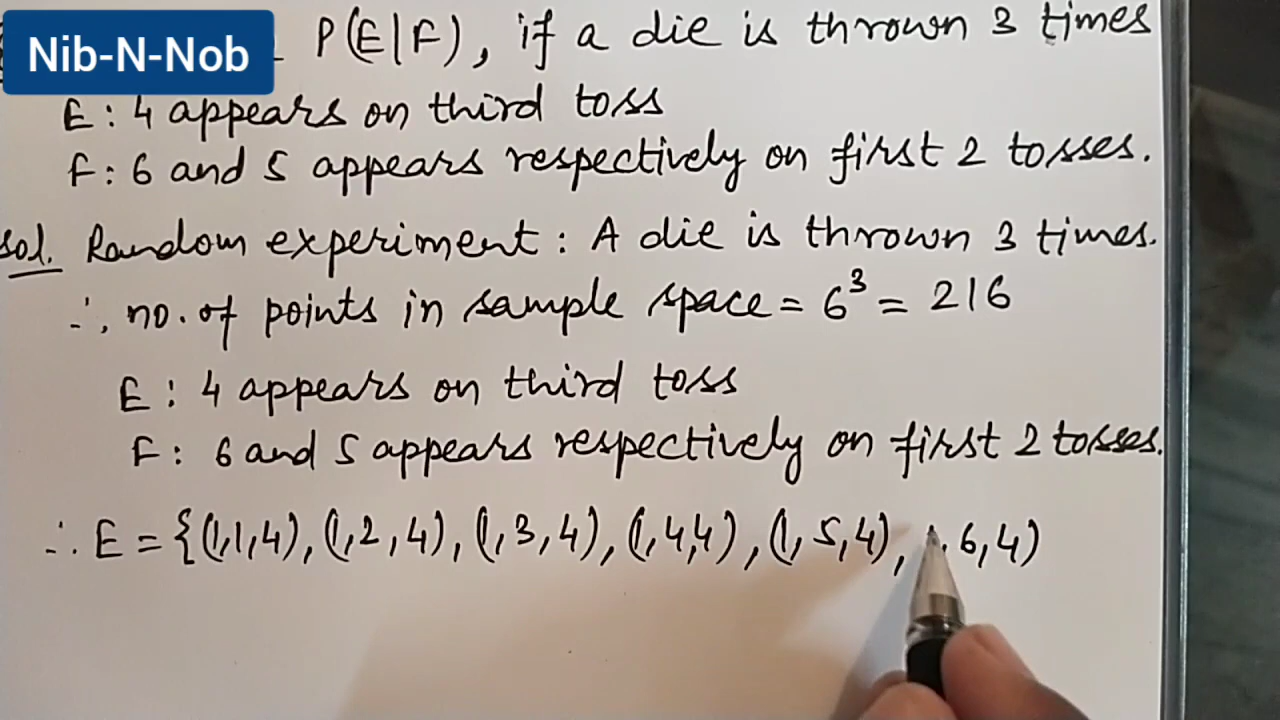 Nib-N-Nob
P(E|F), if a die is thrown 3 times
E: 4 appears on third toss
F: 6 and 5 appears respectively on first 2 tosses.
Sol. Random experiment: A die is thrown 3 times.
∴ no. of points in sample space = 6³ = 216
E: 4 appears on third toss
F: 6 and 5 appears respectively on first 2 tosses.
∴ E = {(1,1,4), (1,2,4), (1,3,4), (1,4,4), (1,5,4), , 6,4)